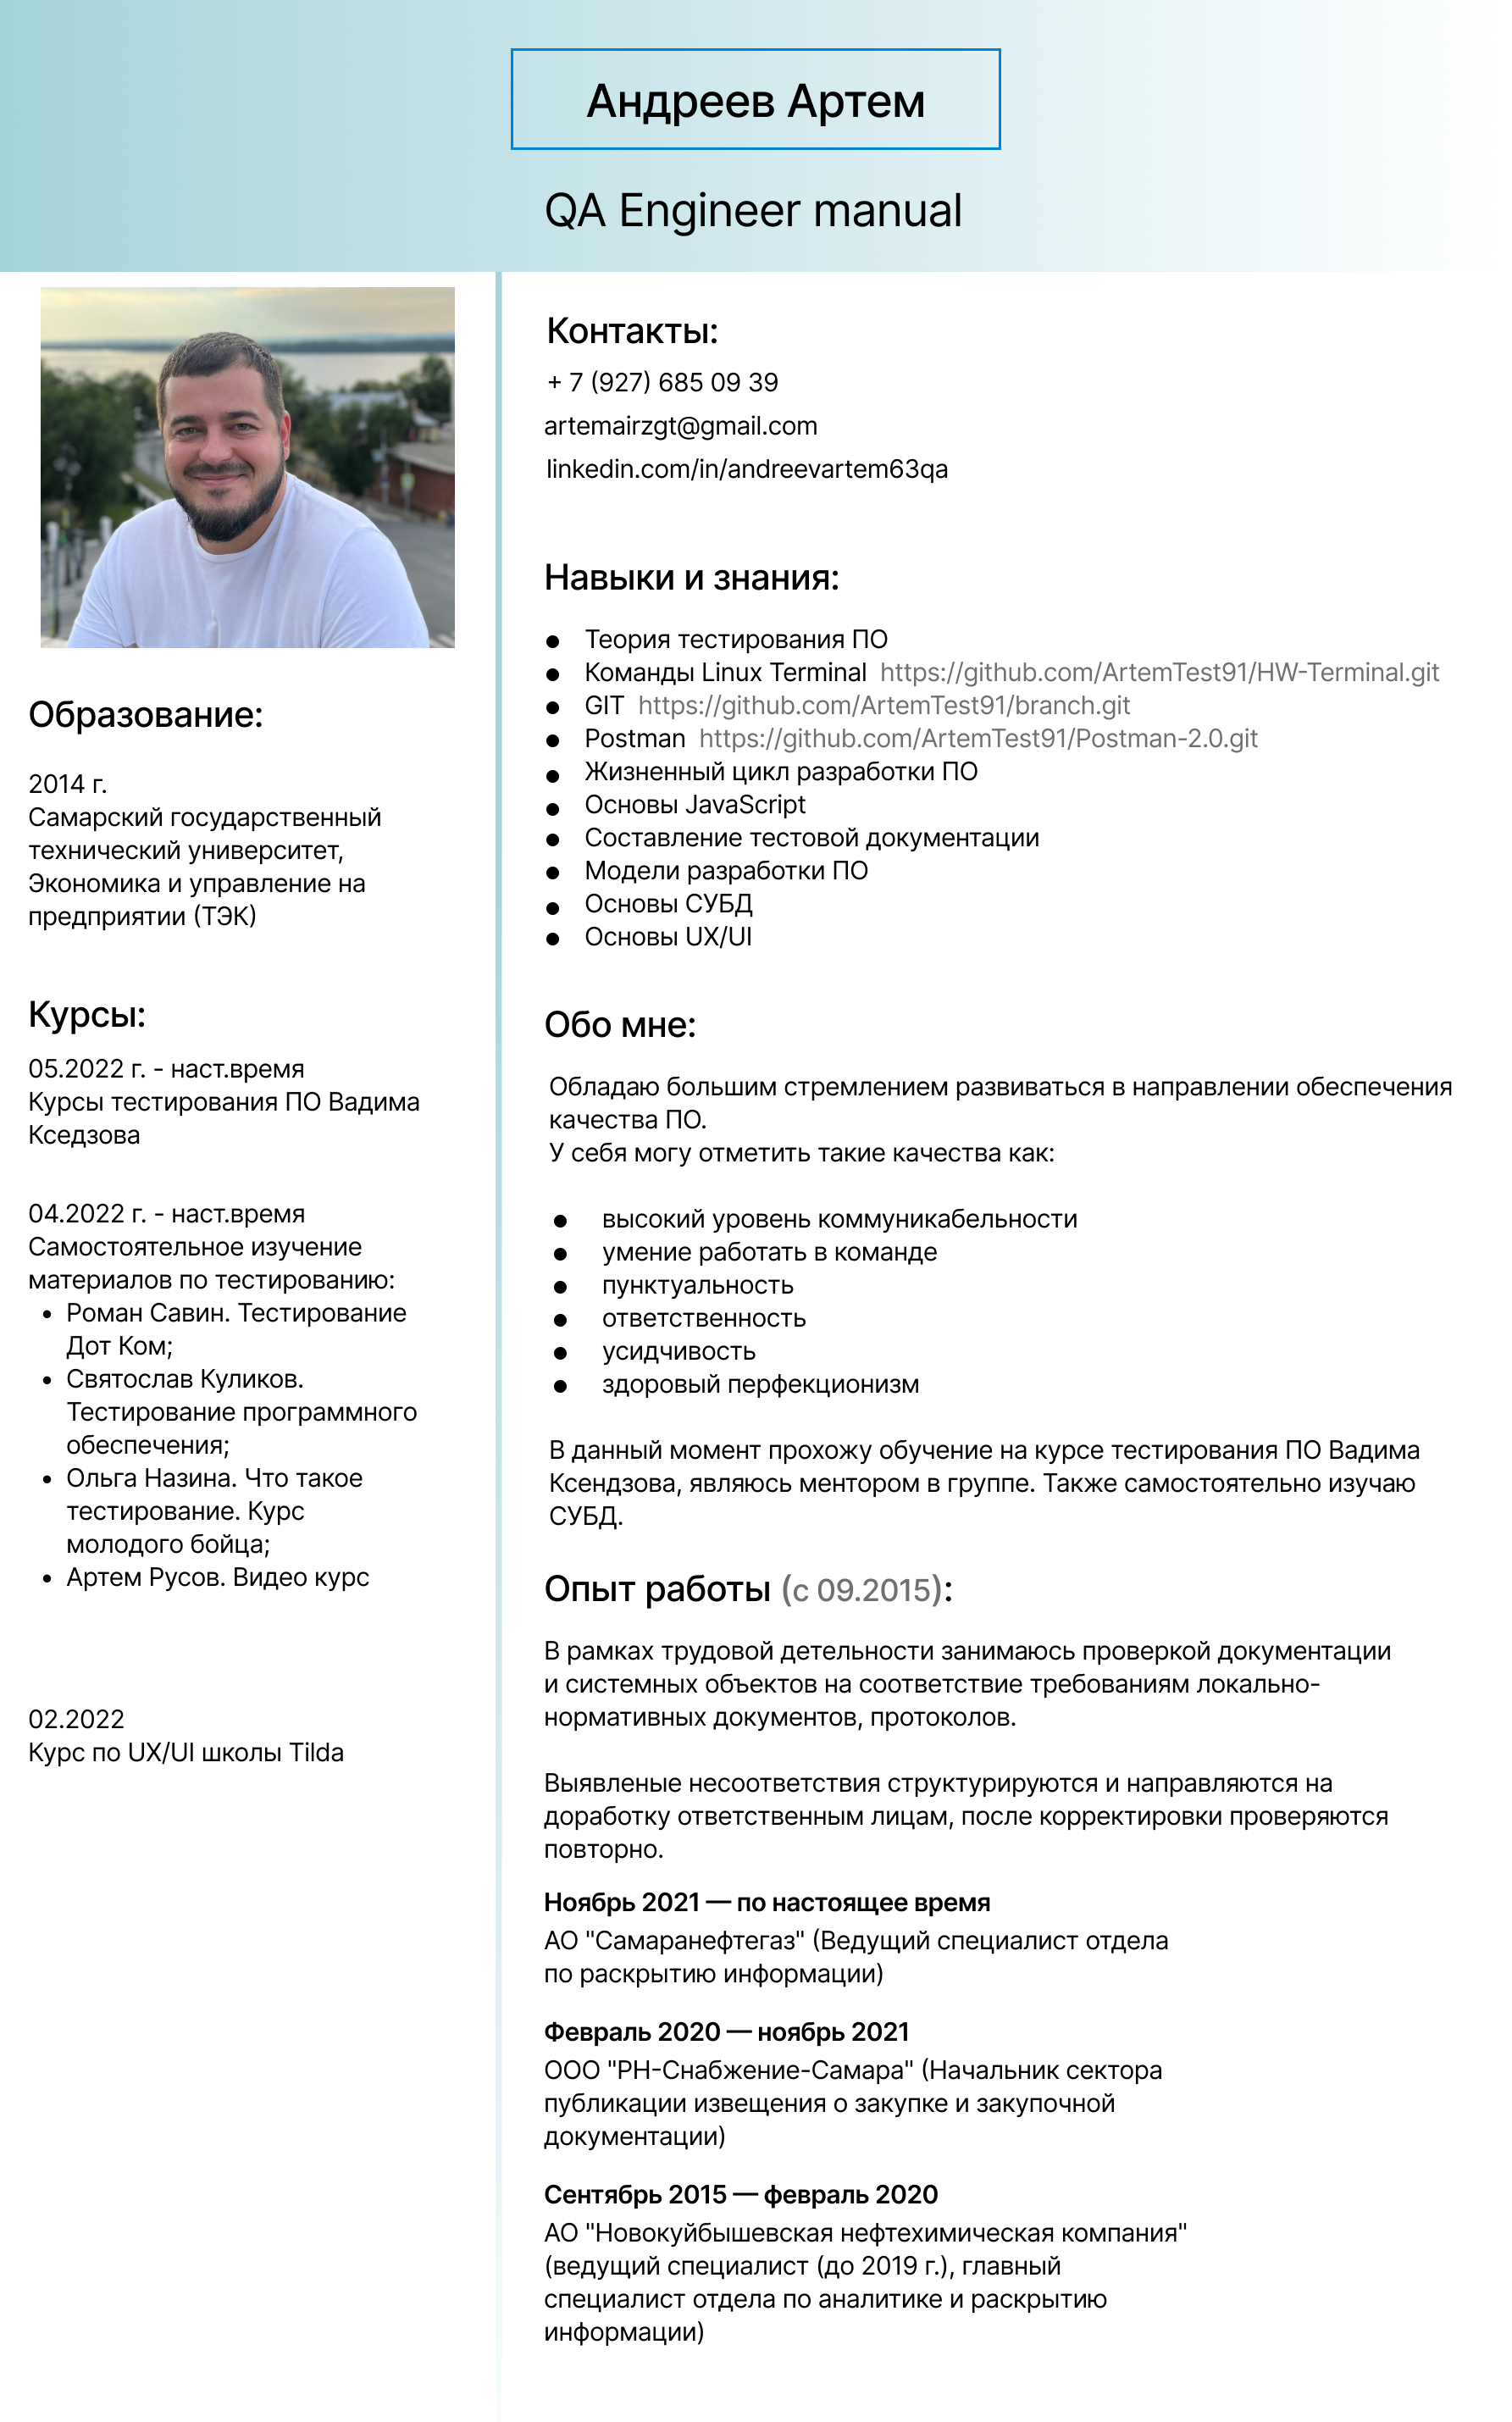 Андреев Артем
QA Engineer manual
Образование:
2014 г.
Самарский государственный
технический университет,
Экономика и управление на
предприятии (ТЭК)
Курсы:
05.2022 г. - наст.время
Курсы тестирования ПО Вадима
Кседзова
04.2022 г. - наст.время
Самостоятельное изучение
материалов по тестированию:
• Роман Савин. Тестирование
Дот Ком;
• Святослав Куликов.
Тестирование программного
обеспечения;
• Ольга Назина. Что такое
тестирование. Курс
молодого бойца;
• Артем Русов. Видео курс
02.2022
Курс по UX/UI школы Tilda
Контакты:
+ 7 (927) 685 09 39
artemairzgt@gmail.com
linkedin.com/in/andreevartem63qa
Навыки и знания:
● Теория тестирования ПО
● Команды Linux Terminal https://github.com/ArtemTest91/HW-Terminal.git
● GIT https://github.com/ArtemTest91/branch.git
● Postman https://github.com/ArtemTest91/Postman-2.0.git
● Жизненный цикл разработки ПО
● Основы JavaScript
● Составление тестовой документации
● Модели разработки ПО
● Основы СУБД
● Основы UX/UI
Обо мне:
Обладаю большим стремлением развиваться в направлении обеспечения
качества ПО.
У себя могу отметить такие качества как:
● высокий уровень коммуникабельности
● умение работать в команде
● пунктуальность
● ответственность
● усидчивость
● здоровый перфекционизм
В данный момент прохожу обучение на курсе тестирования ПО Вадима
Ксендзова, являюсь ментором в группе. Также самостоятельно изучаю
СУБД.
Опыт работы (с 09.2015):
В рамках трудовой детельности занимаюсь проверкой документации
и системных объектов на соответствие требованиям локально-
нормативных документов, протоколов.
Выявленые несоответствия структурируются и направляются на
доработку ответственным лицам, после корректировки проверяются
повторно.
Ноябрь 2021 — по настоящее время
АО "Самаранефтегаз" (Ведущий специалист отдела
по раскрытию информации)
Февраль 2020 — ноябрь 2021
ООО "РН-Снабжение-Самара" (Начальник сектора
публикации извещения о закупке и закупочной
документации)
Сентябрь 2015 — февраль 2020
АО "Новокуйбышевская нефтехимическая компания"
(ведущий специалист (до 2019 г.), главный
специалист отдела по аналитике и раскрытию
информации)